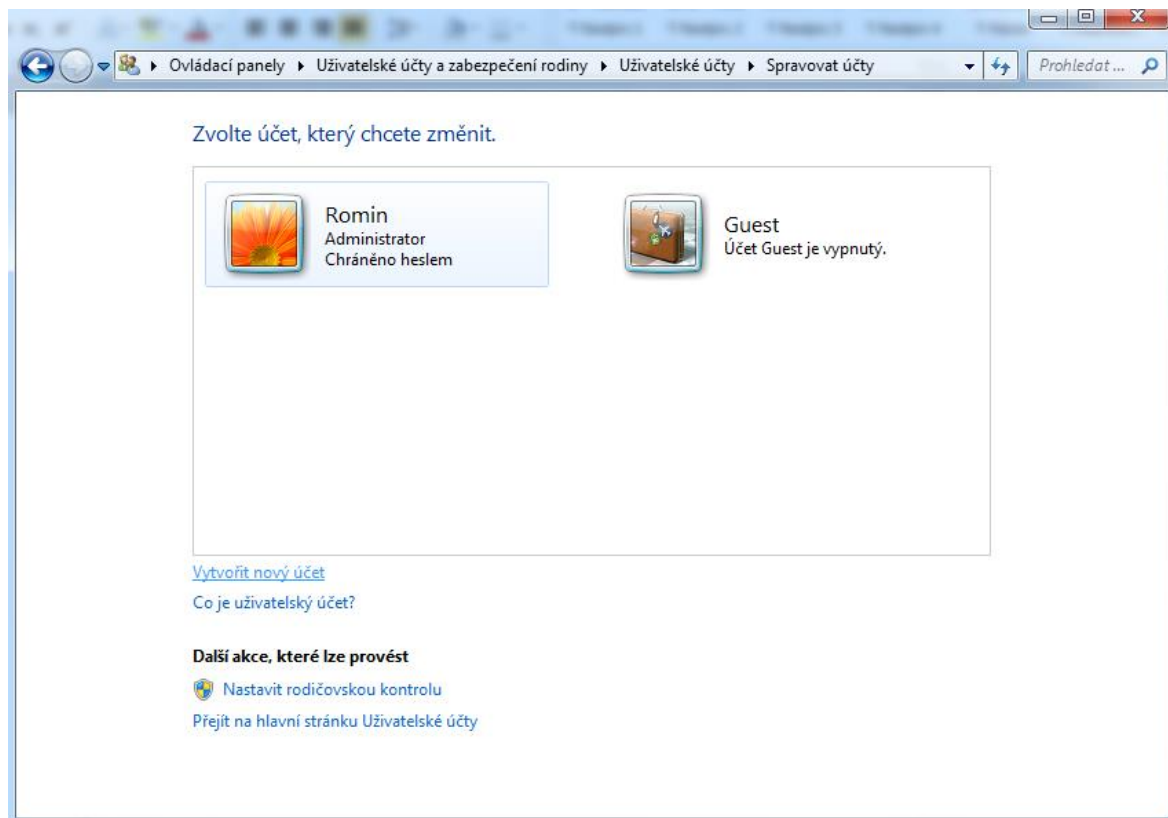 Ovládací panely Uživatelské účty a zabezpečení rodiny Uživatelské účty Spravovat účty Prohledat ...
Zvolte účet, který chcete změnit.
Romin
Administrator
Chráněno heslem
Guest
Účet Guest je vypnutý.
Vytvořit nový účet
Co je uživatelský účet?
Další akce, které lze provést
Nastavit rodičovskou kontrolu
Přejít na hlavní stránku Uživatelské účty